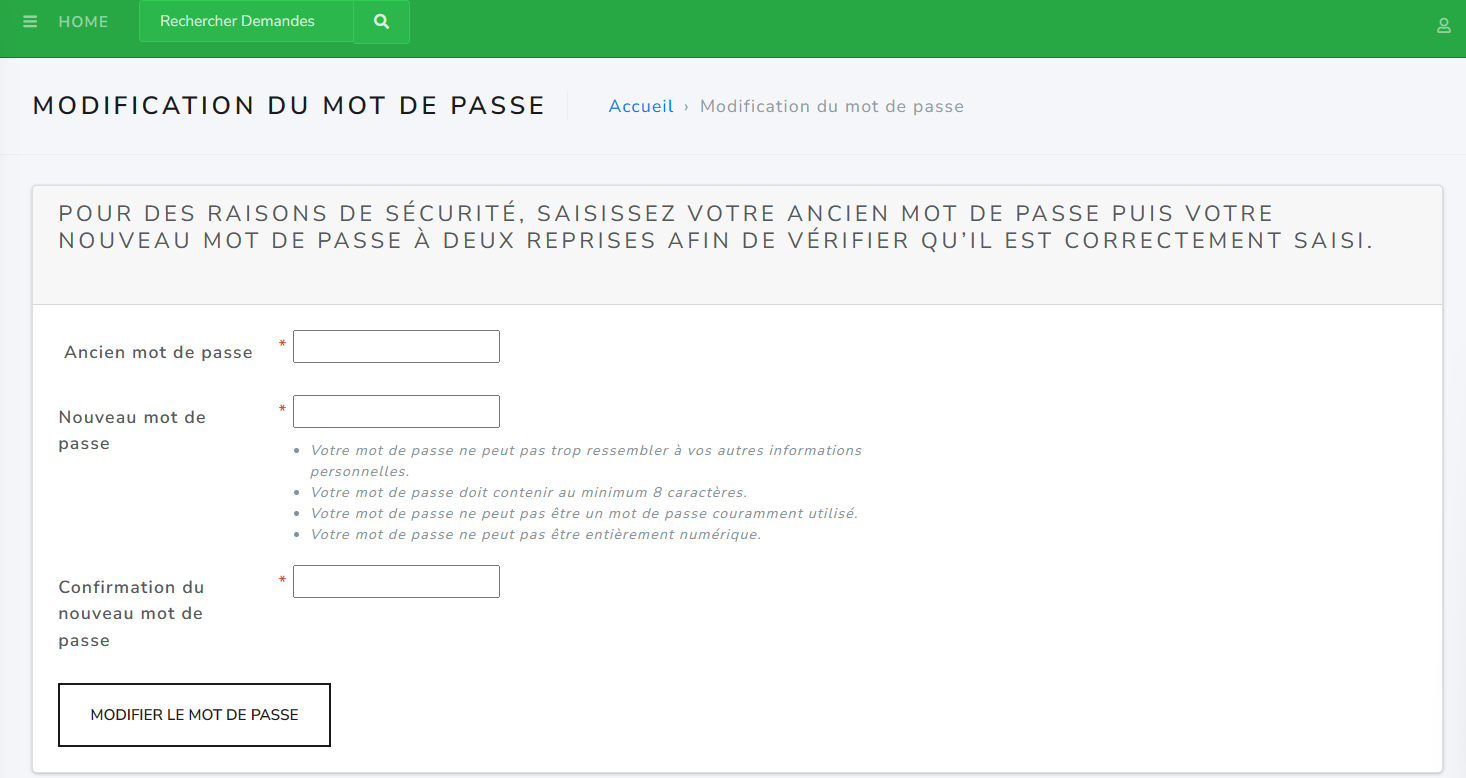 HOME
Rechercher Demandes
MODIFICATION DU MOT DE PASSE
Accueil › Modification du mot de passe
POUR DES RAISONS DE SÉCURITÉ, SAISISSEZ VOTRE ANCIEN MOT DE PASSE PUIS VOTRE
NOUVEAU MOT DE PASSE À DEUX REPRISES AFIN DE VÉRIFIER QU’IL EST CORRECTEMENT SAISI.
Ancien mot de passe *
Nouveau mot de *
passe
• Votre mot de passe ne peut pas trop ressembler à vos autres informations
personnelles.
• Votre mot de passe doit contenir au minimum 8 caractères.
• Votre mot de passe ne peut pas être un mot de passe couramment utilisé.
• Votre mot de passe ne peut pas être entièrement numérique.
Confirmation du *
nouveau mot de
passe
MODIFIER LE MOT DE PASSE